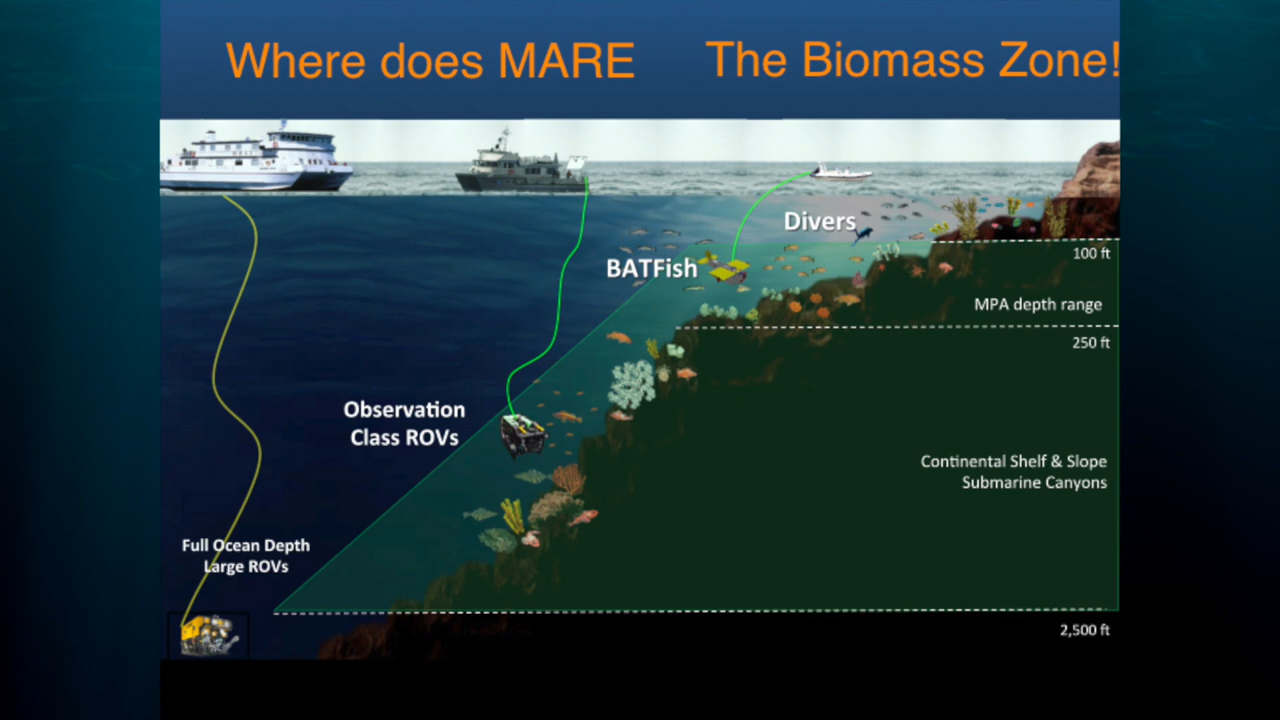 Where does MARE
The Biomass Zone!
Divers
BATFish
100 ft
MPA depth range
250 ft
Observation
Class ROVs
Continental Shelf & Slope
Submarine Canyons
Full Ocean Depth
Large ROVs
2,500 ft